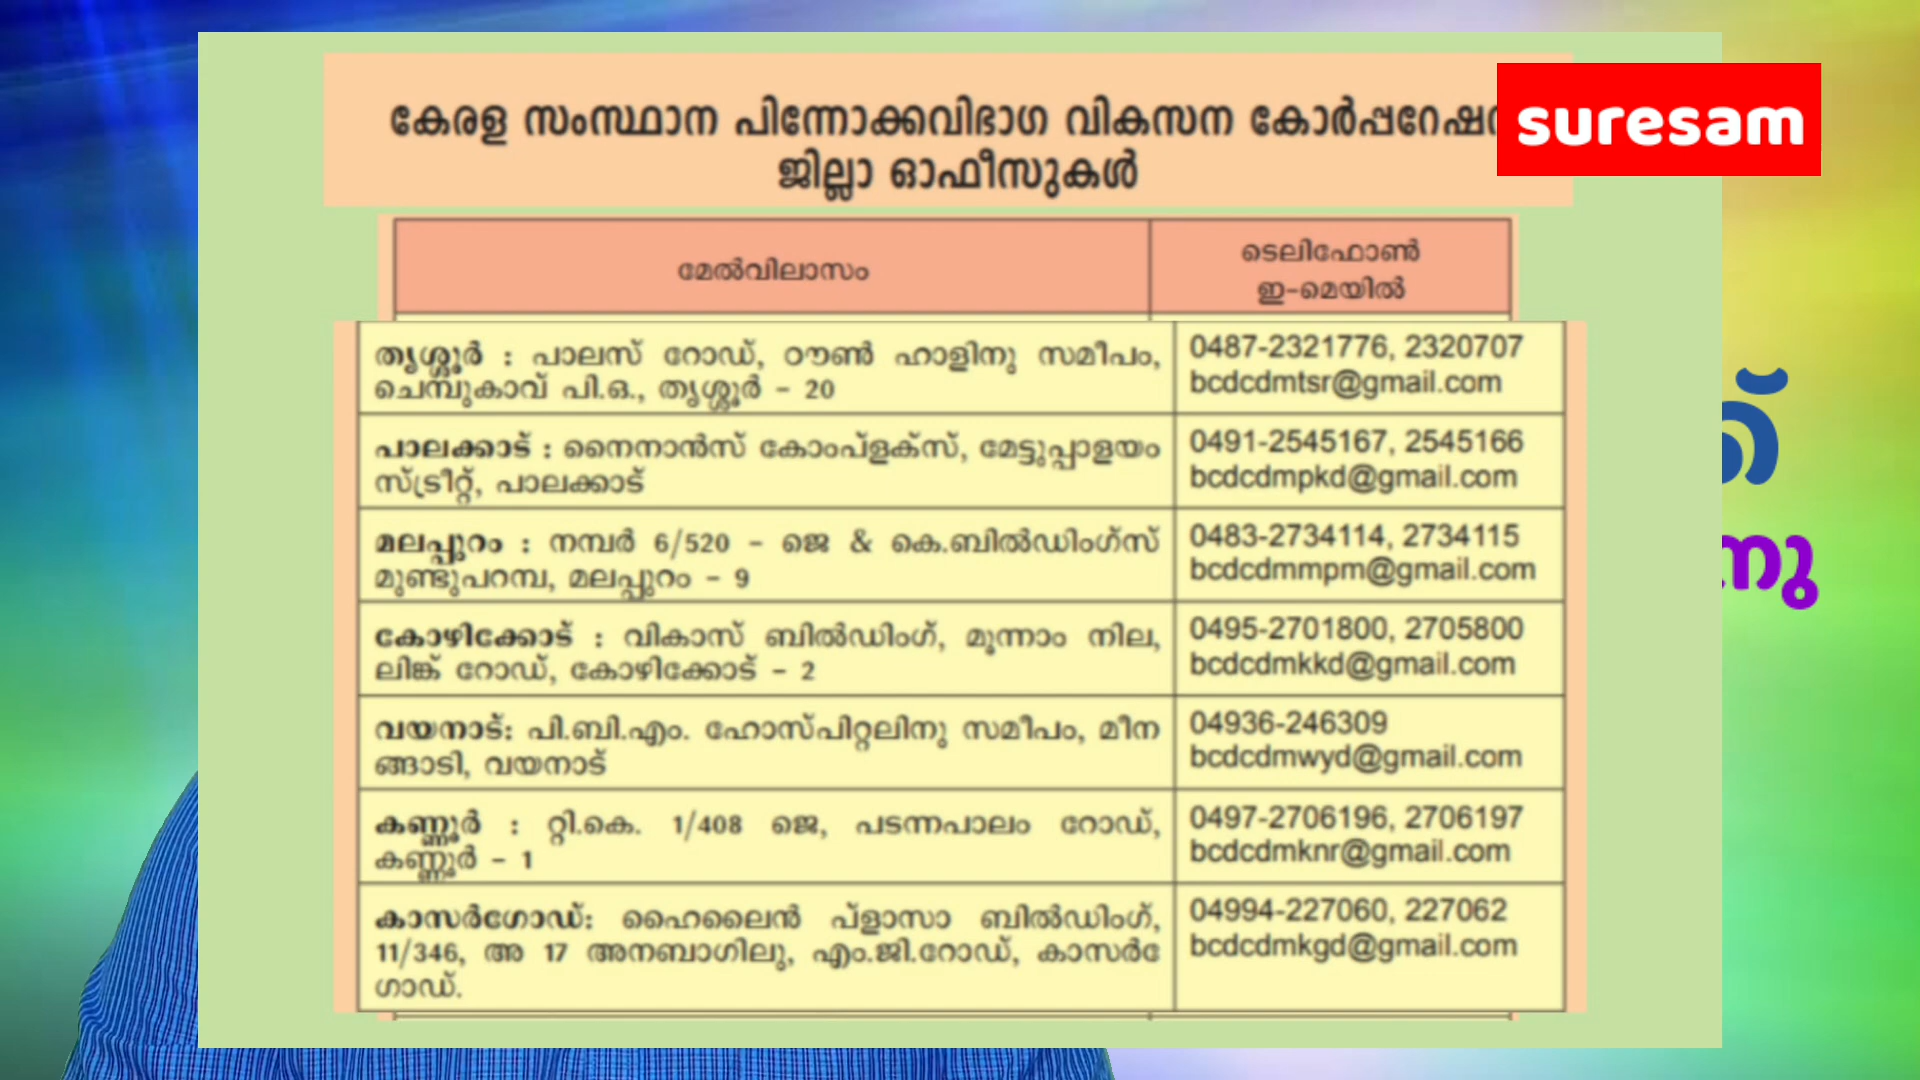 കേരള സംസ്ഥാന പിന്നോക്കവിഭാഗ വികസന കോർപ്പറേഷ
ജില്ലാ ഓഫീസുകൾ
suresam
മേൽവിലാസം
ടെലിഫോൺ
ഇ-മെയിൽ
തൃശ്ശൂർ : പാലസ് റോഡ്, റൗൺ ഹാളിനു സമീപം,
ചെമ്പുകാവ് പി.ഒ., തൃശ്ശൂർ - 20
0487-2321776, 2320707
bcdcdmtsr@gmail.com
പാലക്കാട് : നൈനാൻസ് കോംപ്ളക്സ്, മേട്ടുപ്പാളയം
സ്ട്രീറ്റ്, പാലക്കാട്
0491-2545167, 2545166
bcdcdmpkd@gmail.com
മലപ്പുറം : നമ്പർ 6/520 - ജെ & കെ.ബിൽഡിംഗ്സ്
മുണ്ടുപറമ്പ, മലപ്പുറം - 9
0483-2734114, 2734115
bcdcdmmpm@gmail.com
കോഴിക്കോട് : വികാസ് ബിൽഡിംഗ്, മൂന്നാം നില,
ലിങ്ക് റോഡ്, കോഴിക്കോട് - 2
0495-2701800, 2705800
bcdcdmkkd@gmail.com
വയനാട്: പി.ബി.എം. ഹോസ്പിറ്റലിനു സമീപം, മീന
ങ്ങാടി, വയനാട്
04936-246309
bcdcdmwyd@gmail.com
കണ്ണൂർ : റ്റി.കെ. 1/408 ജെ, പടന്നപാലം റോഡ്,
കണ്ണൂർ - 1
0497-2706196, 2706197
bcdcdmknr@gmail.com
കാസർഗോഡ്: ഹൈലൈൻ പ്ളാസാ ബിൽഡിംഗ്,
11/346, അ 17 അനബാഗിലു, എം.ജി.റോഡ്, കാസർഗേ
ഗാഡ്.
04994-227060, 227062
bcdcdmkgd@gmail.com